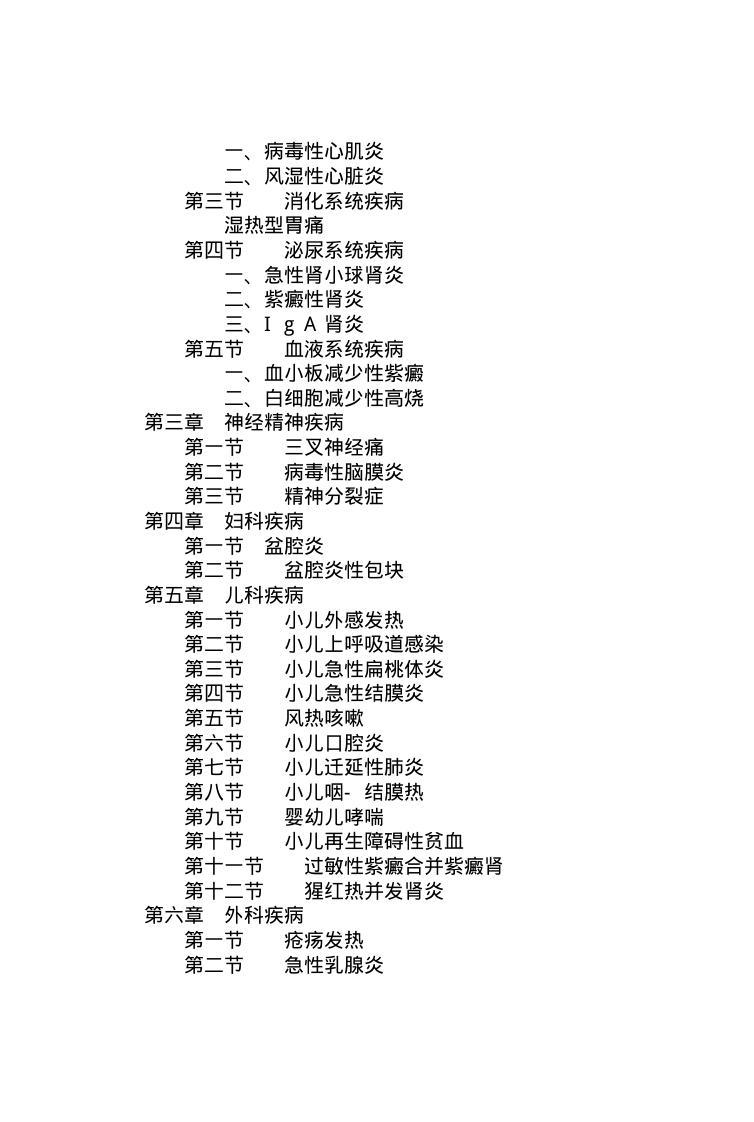 一、病毒性心肌炎
二、风湿性心脏炎
第三节　　消化系统疾病
湿热型胃痛
第四节　　泌尿系统疾病
一、急性肾小球肾炎
二、紫癜性肾炎
三、I g A 肾炎
第五节　　血液系统疾病
一、血小板减少性紫癜
二、白细胞减少性高烧
第三章　神经精神疾病
第一节　　三叉神经痛
第二节　　病毒性脑膜炎
第三节　　精神分裂症
第四章　妇科疾病
第一节　盆腔炎
第二节　　盆腔炎性包块
第五章　儿科疾病
第一节　　小儿外感发热
第二节　　小儿上呼吸道感染
第三节　　小儿急性扁桃体炎
第四节　　小儿急性结膜炎
第五节　　风热咳嗽
第六节　　小儿口腔炎
第七节　　小儿迁延性肺炎
第八节　　小儿咽- 结膜热
第九节　　婴幼儿哮喘
第十节　　小儿再生障碍性贫血
第十一节　　过敏性紫癜合并紫癜肾
第十二节　　猩红热并发肾炎
第六章　外科疾病
第一节　　疮疡发热
第二节　　急性乳腺炎